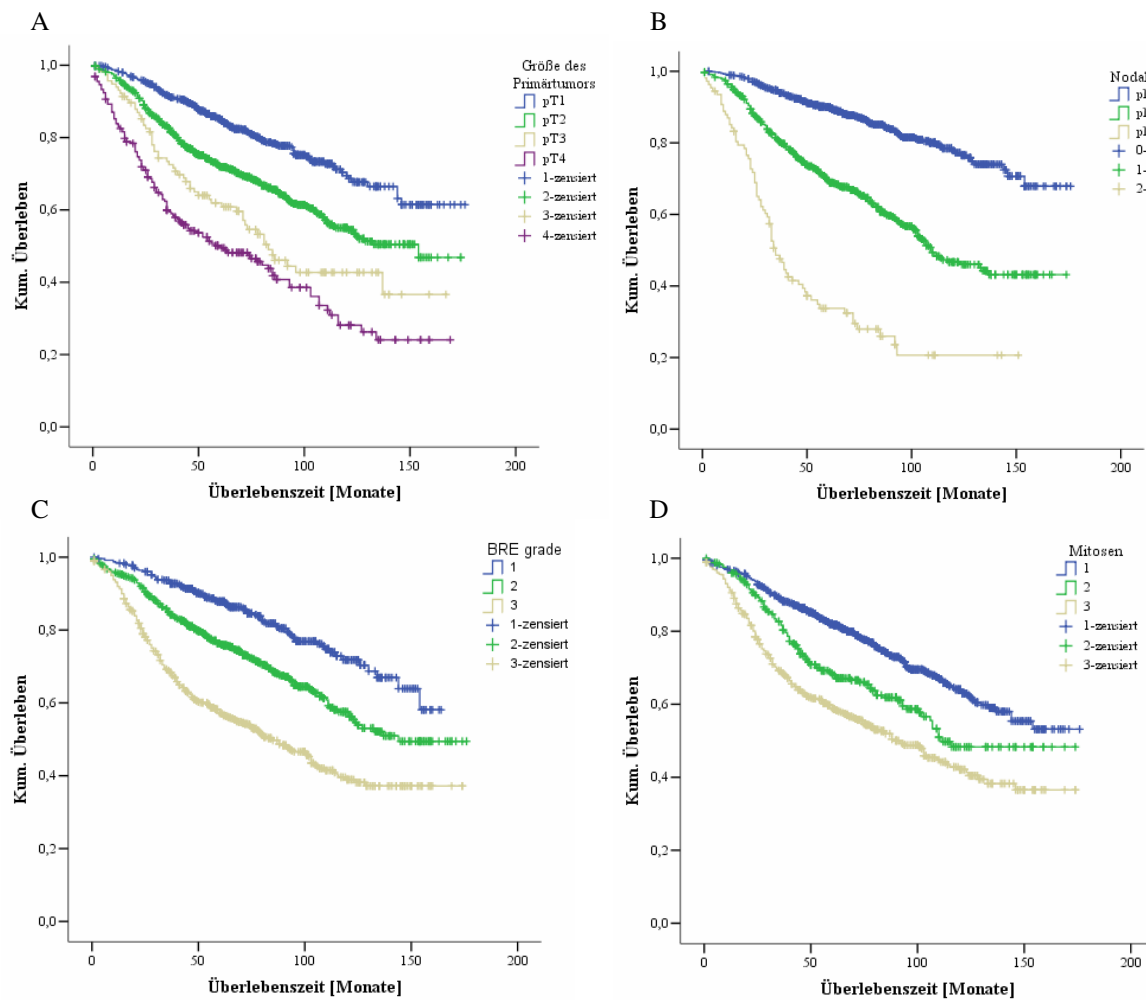 A
1,0
0,8
0,6
0,4
0,2
0,0
Kum. Überleben
0 50 100 150 200
Überlebenszeit [Monate]
Größe des
Primärtumors
pT1
pT2
pT3
pT4
1-zensiert
2-zensiert
3-zensiert
4-zensiert
B
1,0
0,8
0,6
0,4
0,2
0,0
Kum. Überleben
0 50 100 150 200
Überlebenszeit [Monate]
0-
1-
2-
C
1,0
0,8
0,6
0,4
0,2
0,0
Kum. Überleben
0 50 100 150 200
Überlebenszeit [Monate]
BRE grade
1
2
3
1-zensiert
2-zensiert
3-zensiert
D
1,0
0,8
0,6
0,4
0,2
0,0
Kum. Überleben
0 50 100 150 200
Überlebenszeit [Monate]
Mitosen
1
2
3
1-zensiert
2-zensiert
3-zensiert